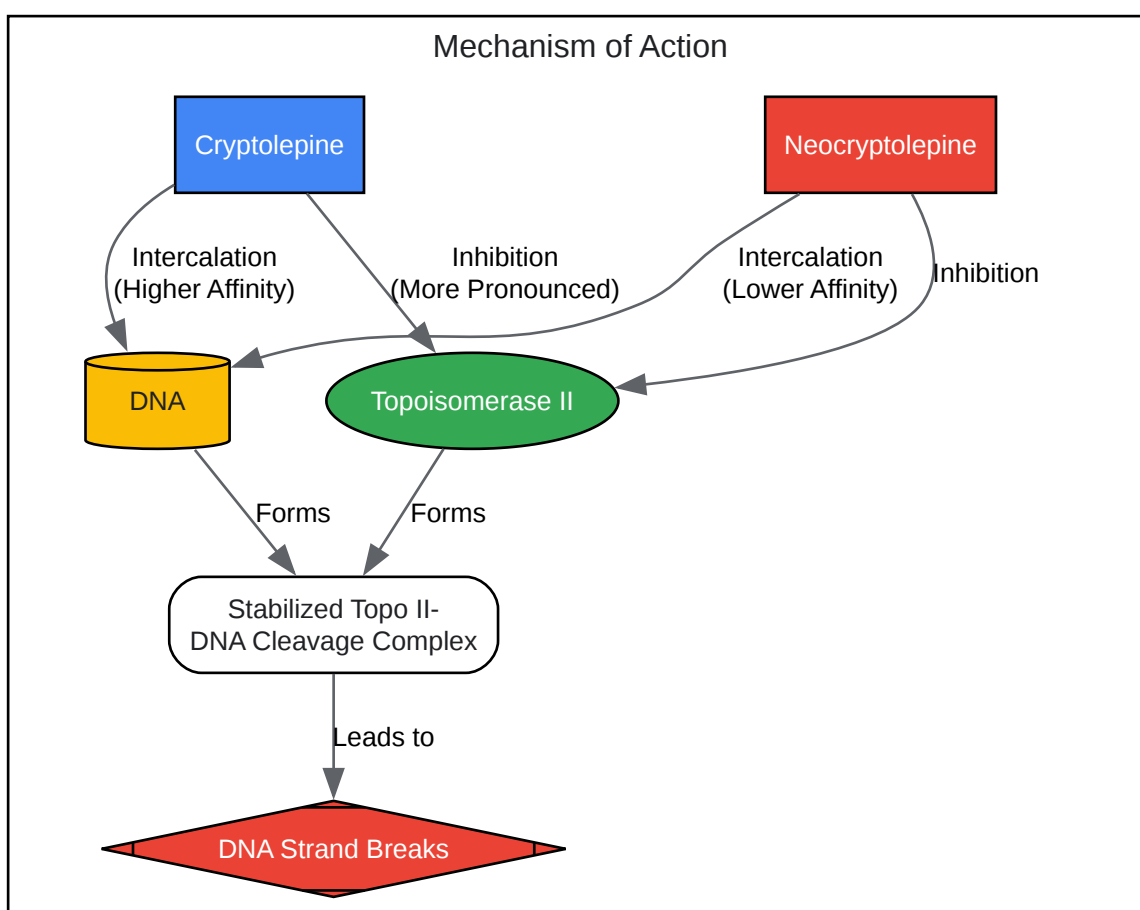 Mechanism of Action
Cryptolepine
Neocryptolepine
Intercalation
(Higher Affinity)
Inhibition
(More Pronounced)
Intercalation
(Lower Affinity)
Inhibition
DNA
Topoisomerase II
Forms
Forms
Stabilized Topo II-
DNA Cleavage Complex
Leads to
DNA Strand Breaks